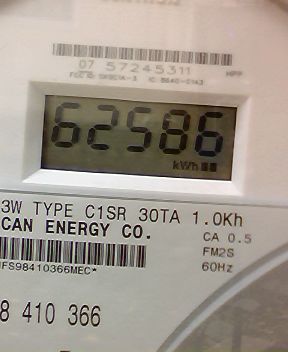 07 57245311 MPP
62586
kWh
3W TYPE C1SR 30TA 1.0Kh
CAN ENERGY CO.
CA 0.5
FM2S
60Hz
FS98410366MEC*
8 410 366